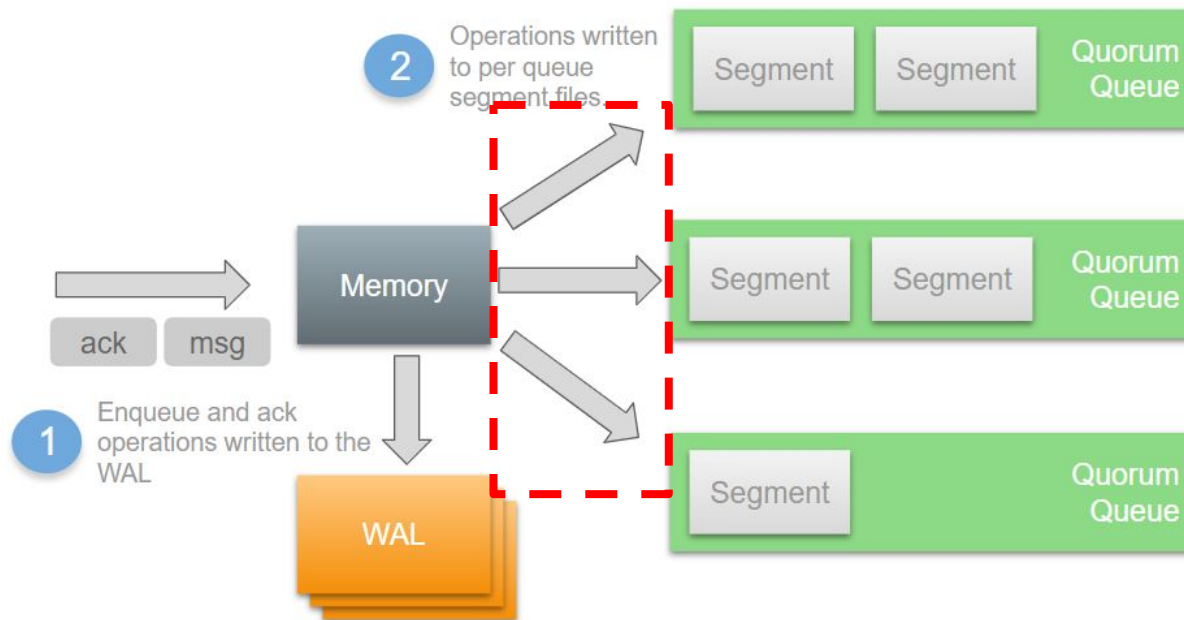 2
Operations written
to per queue
segment files.
Segment
Segment
Quorum
Queue
Memory
Segment
Segment
Quorum
Queue
ack
msg
1
Enqueue and ack
operations written to the
WAL
WAL
Segment
Quorum
Queue